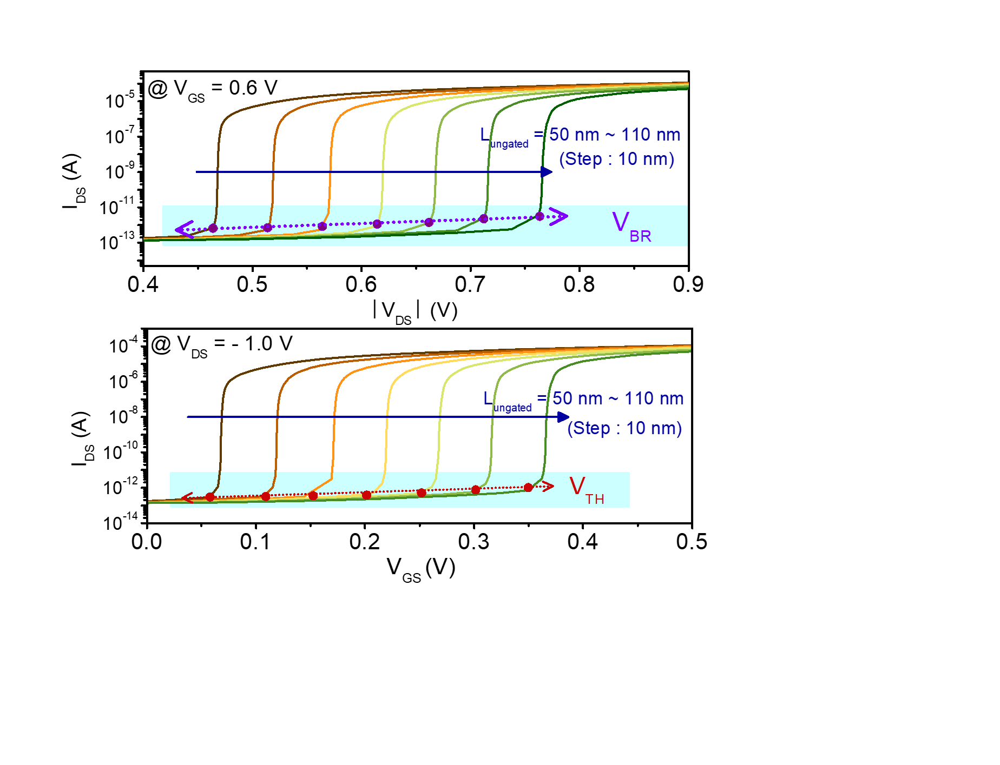 @ V_GS = 0.6 V
10^-5
10^-7
10^-9
10^-11
10^-13
I_DS (A)
L_ungated = 50 nm ~ 110 nm
(Step : 10 nm)
V_BR
0.4 0.5 0.6 0.7 0.8 0.9
|V_DS| (V)
@ V_DS = - 1.0 V
10^-4
10^-6
10^-8
10^-10
10^-12
10^-14
I_DS (A)
L_ungated = 50 nm ~ 110 nm
(Step : 10 nm)
V_TH
0.0 0.1 0.2 0.3 0.4 0.5
V_GS (V)